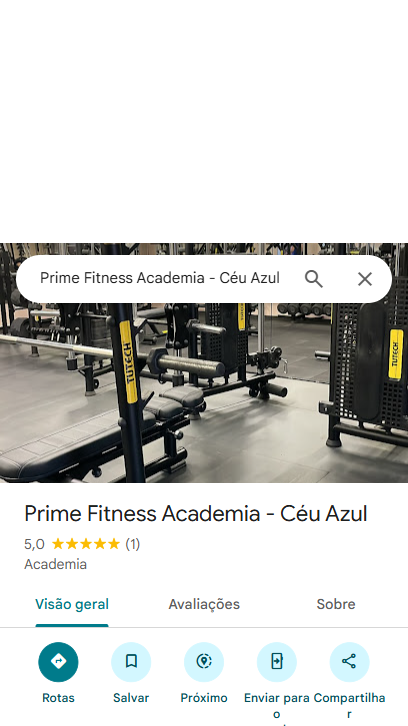 Prime Fitness Academia - Céu Azul
TUTECH
TUTECH
Prime Fitness Academia - Céu Azul
5,0 (1)
Academia
Visão geral Avaliações Sobre
Rotas Salvar Próximo Enviar para Compartilha
o r